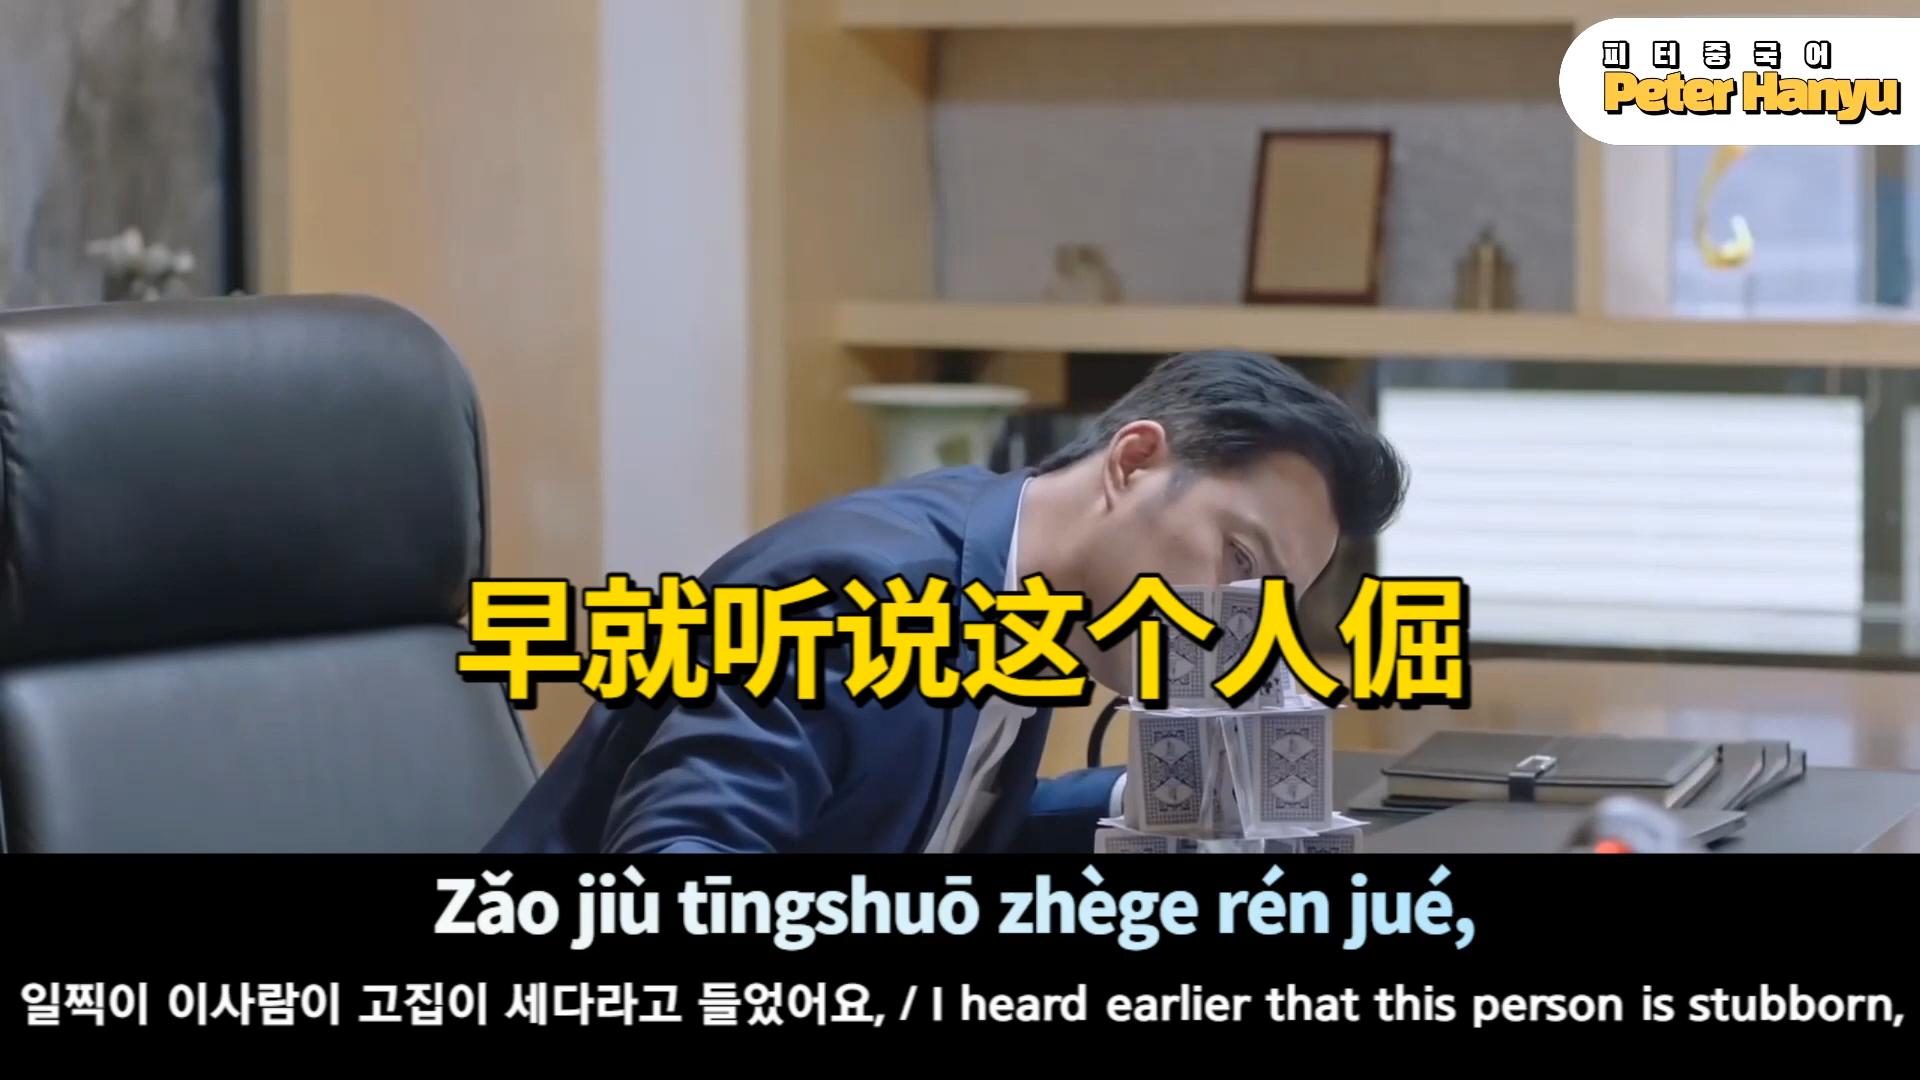 피터중국어
Peter Hanyu
早就听说这个人倔
Zǎo jiù tīngshuō zhège rén jué,
일찍이 이사람이 고집이 세다라고 들었어요, / I heard earlier that this person is stubborn,